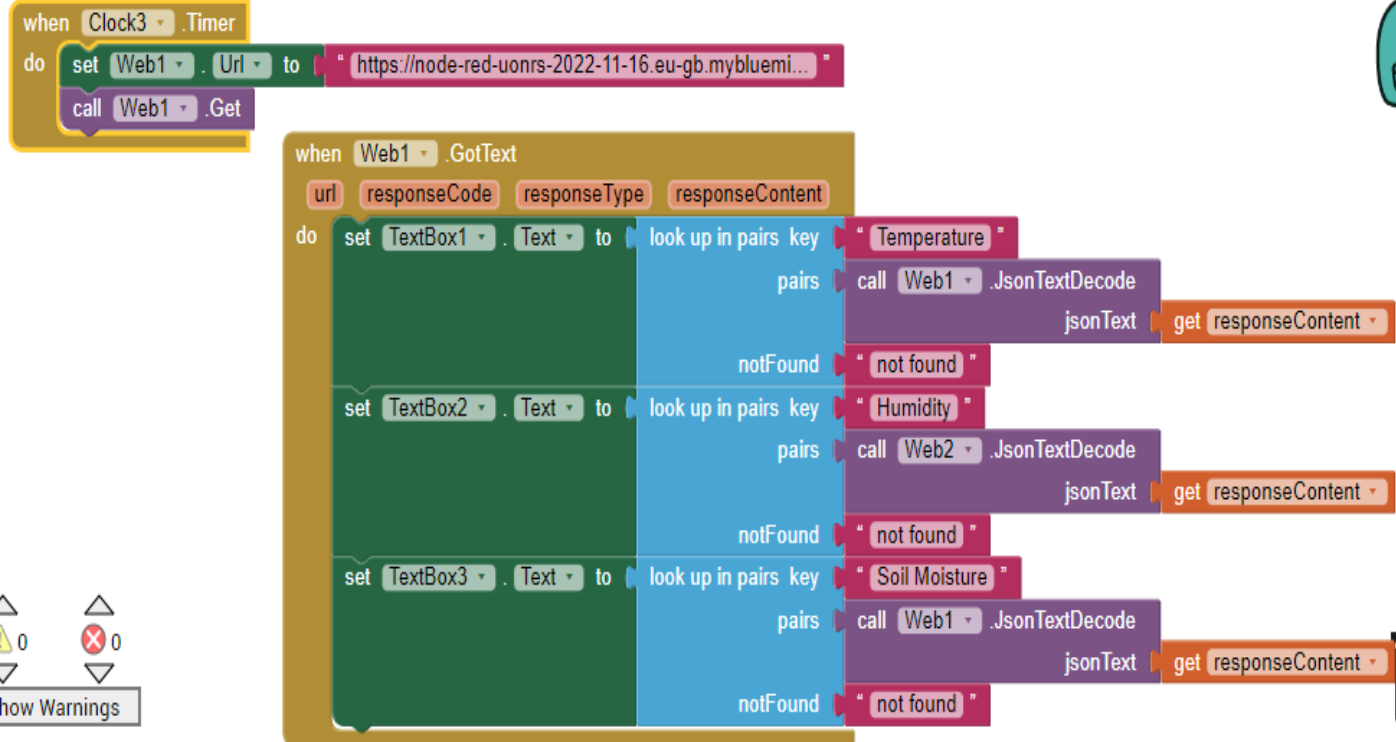 when Clock3 .Timer
do set Web1 . Url to " https://node-red-uonrs-2022-11-16.eu-gb.mybluemi... "
call Web1 .Get
when Web1 .GotText
url responseCode responseType responseContent
do set TextBox1 . Text to look up in pairs key " Temperature "
pairs call Web1 .JsonTextDecode
jsonText get responseContent
notFound " not found "
set TextBox2 . Text to look up in pairs key " Humidity "
pairs call Web2 .JsonTextDecode
jsonText get responseContent
notFound " not found "
set TextBox3 . Text to look up in pairs key " Soil Moisture "
pairs call Web1 .JsonTextDecode
0 0
jsonText get responseContent
how Warnings
notFound " not found "